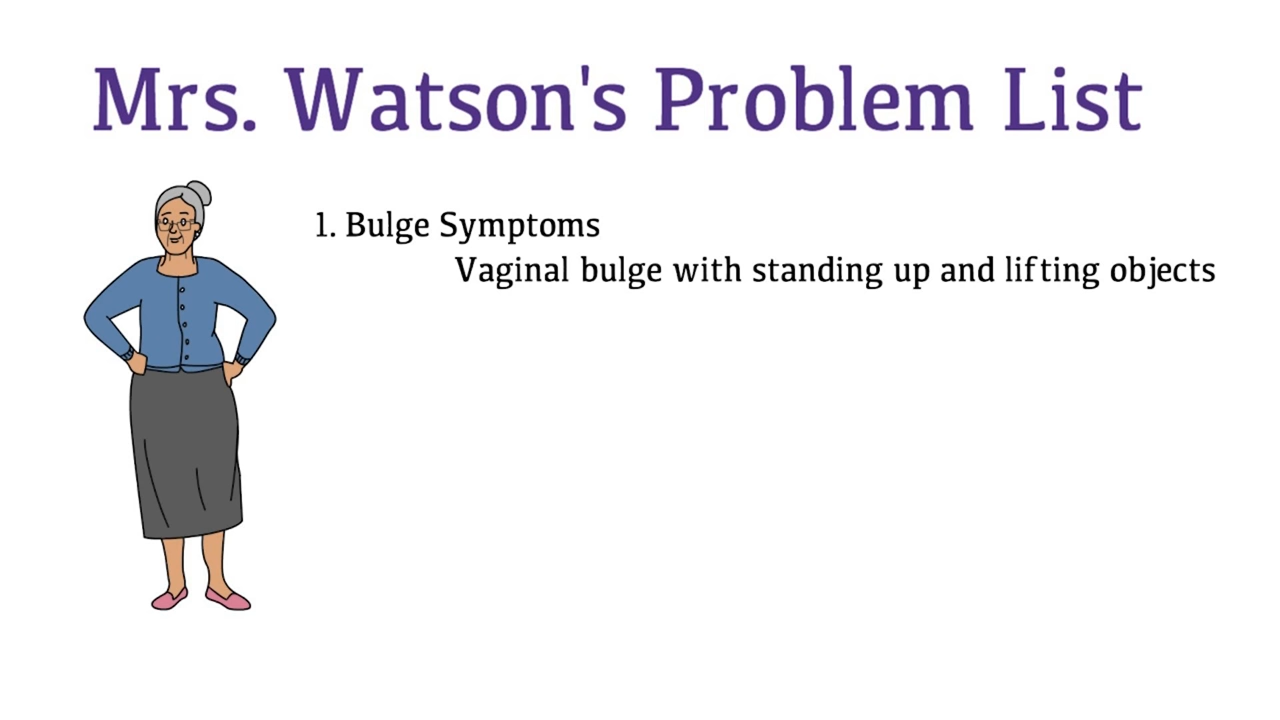 Mrs. Watson's Problem List
1. Bulge Symptoms
Vaginal bulge with standing up and lifting objects